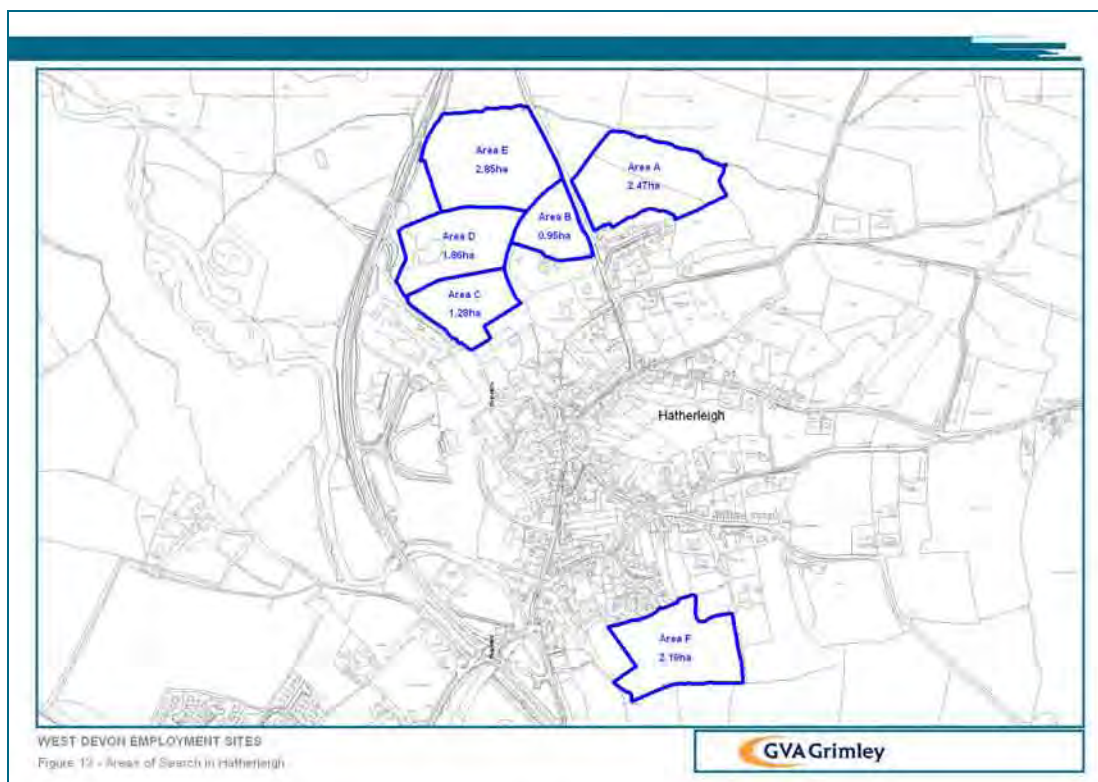 Area E
2.85ha
Area A
2.47ha
Area B
0.95ha
Area D
1.86ha
Area C
1.28ha
Hatherleigh
Area F
2.19ha
WEST DEVON EMPLOYMENT SITES
Figure 13 - Areas of Search in Hatherleigh
GVA Grimley